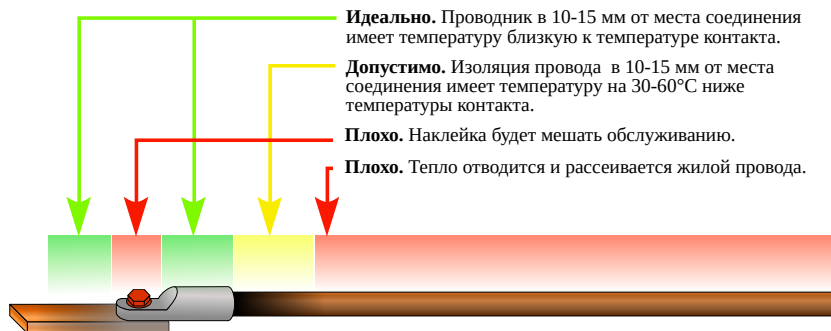 Идеально. Проводник в 10-15 мм от места соединения
имеет температуру близкую к температуре контакта.
Допустимо. Изоляция провода в 10-15 мм от места
соединения имеет температуру на 30-60°С ниже
температуры контакта.
Плохо. Наклейка будет мешать обслуживанию.
Плохо. Тепло отводится и рассеивается жилой провода.